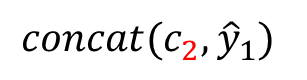 concat(c₂, ŷ₁)